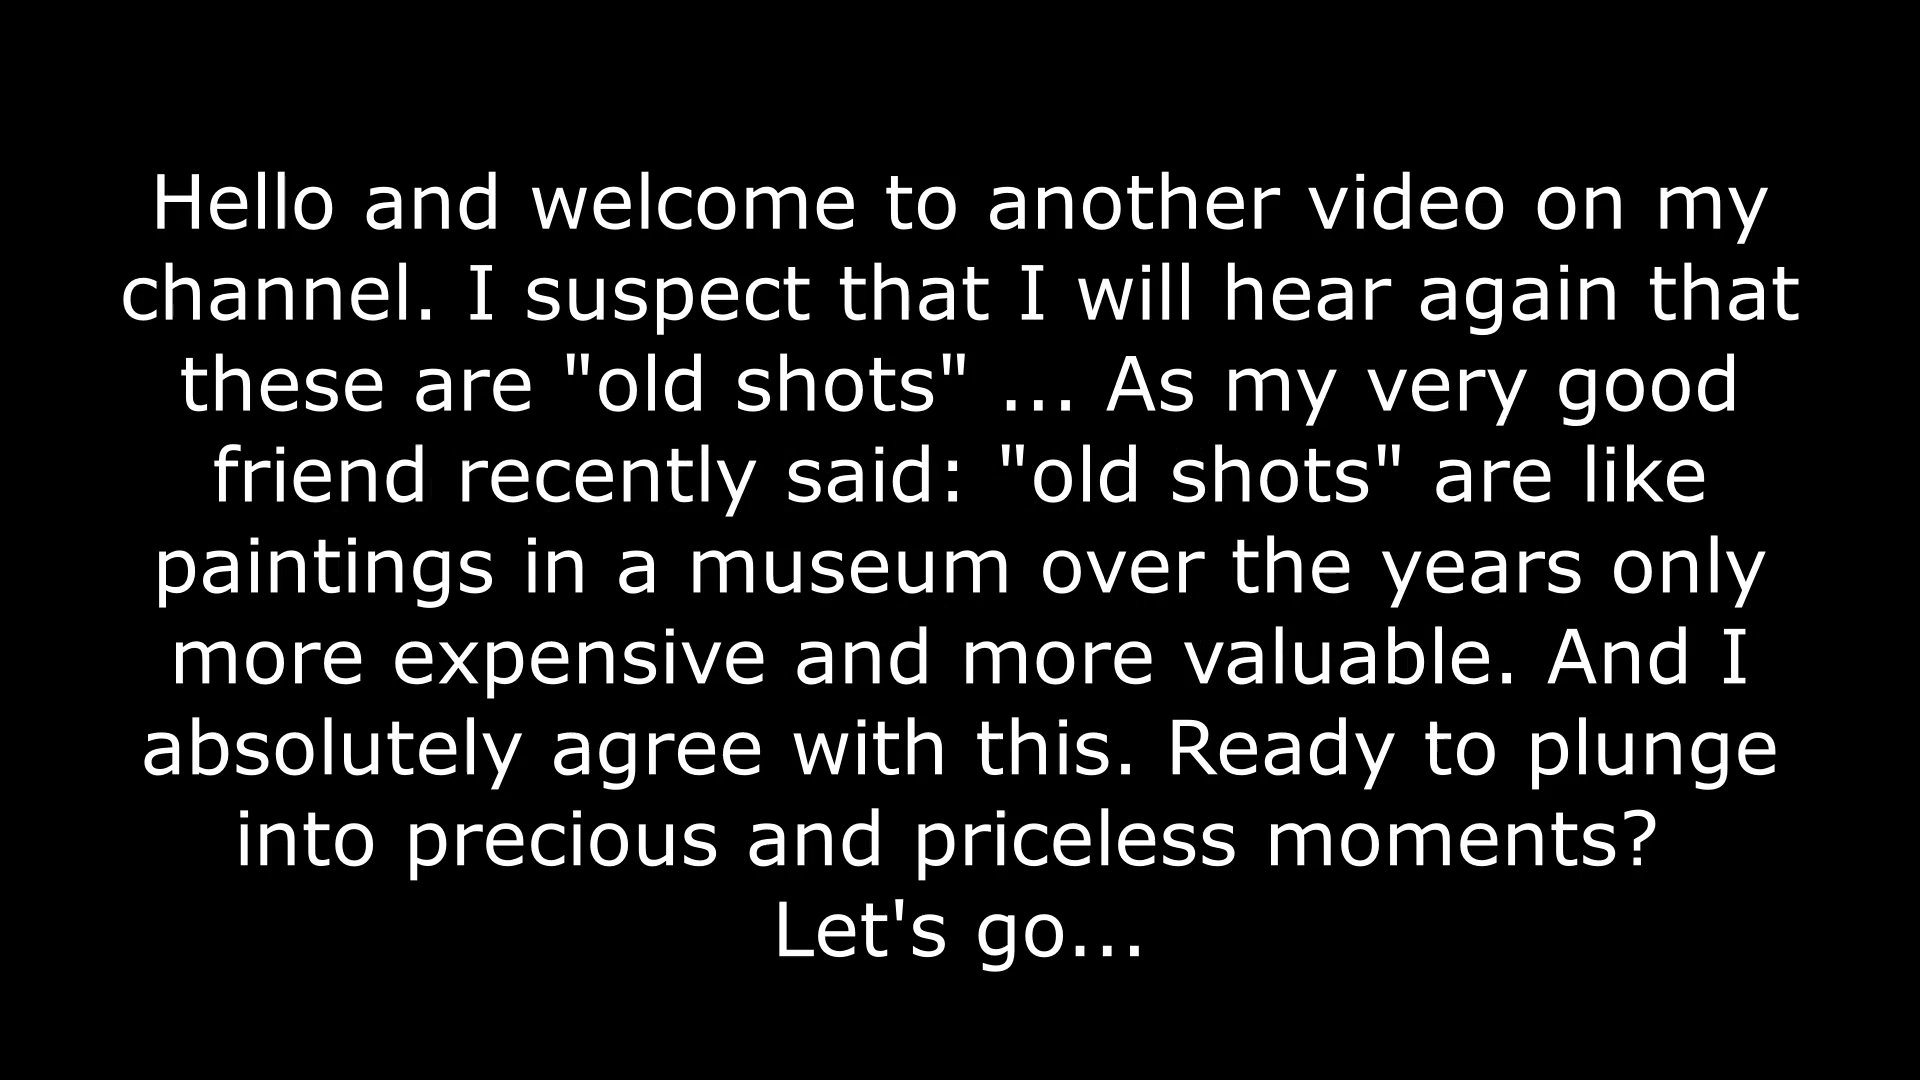 Hello and welcome to another video on my
channel. I suspect that I will hear again that
these are "old shots" ... As my very good
friend recently said: "old shots" are like
paintings in a museum over the years only
more expensive and more valuable. And I
absolutely agree with this. Ready to plunge
into precious and priceless moments?
Let's go...